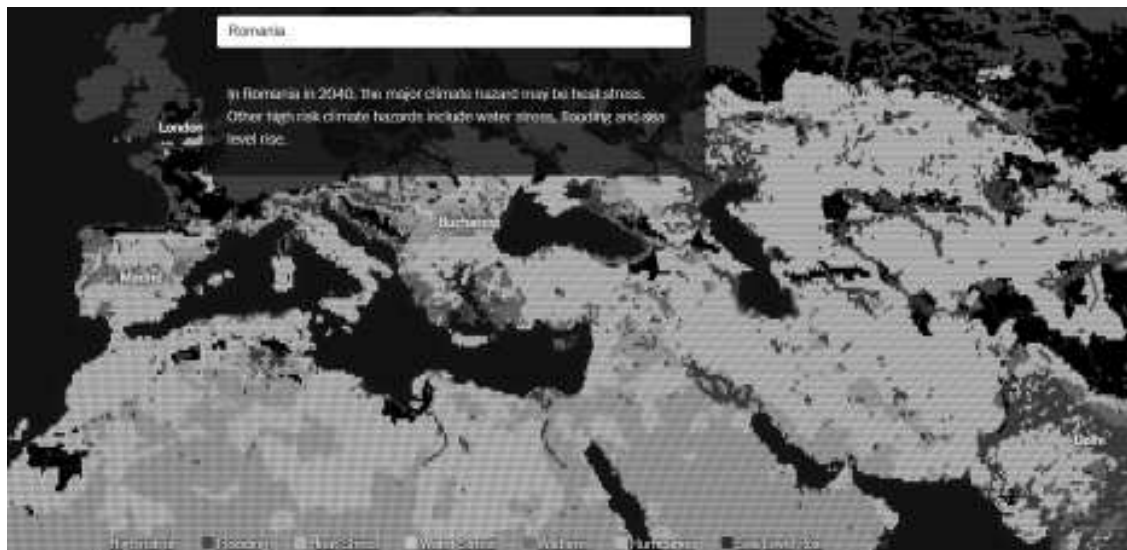 Romania
In Romania in 2040, the major climate hazard may be heat stress.
Other high risk climate hazards include water stress, flooding and sea
level rise.
London
Bucharest
Madrid
Delhi
Flooding
Heat Stress
Water Stress
Wildfires
Hurricanes
Sea Level Rise